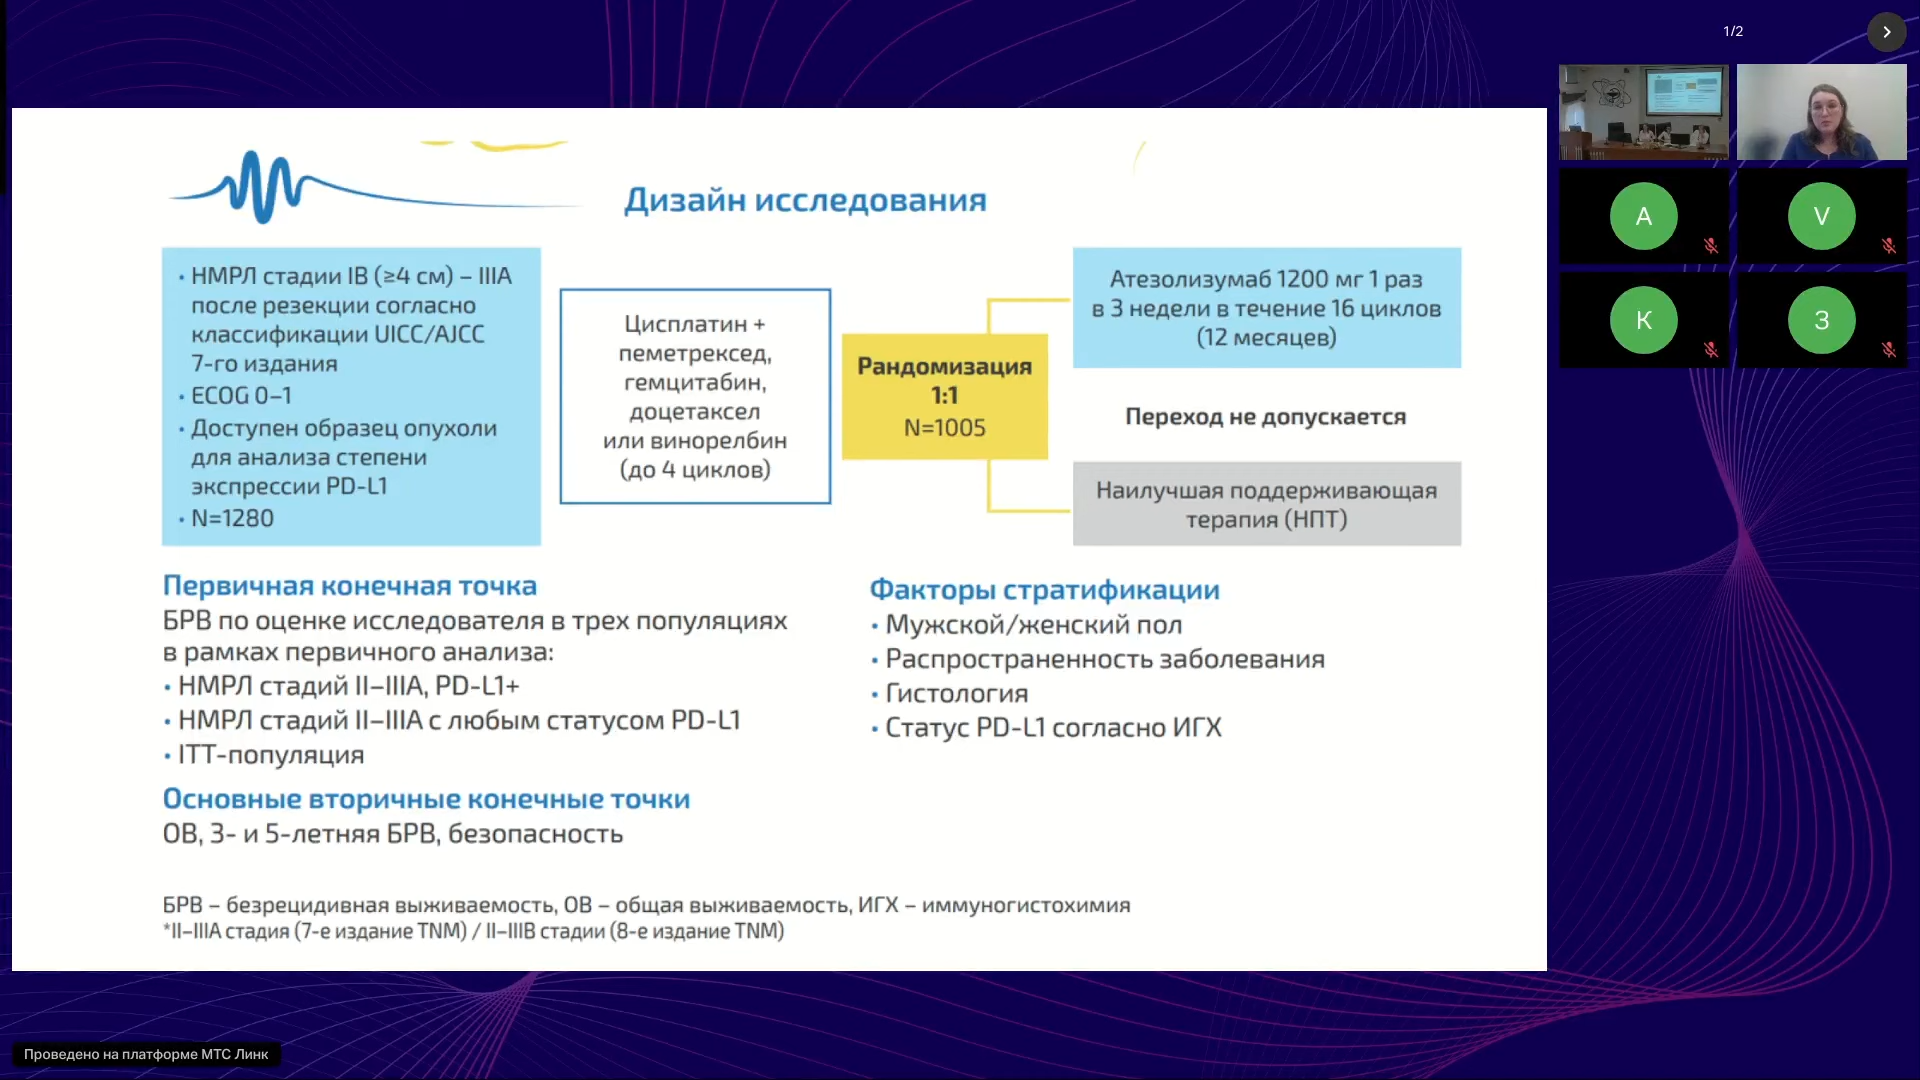 1/2
Дизайн исследования
• НМРЛ стадии IB (≥4 см) – IIIA
после резекции согласно
классификации UICC/AJCC
7-го издания
• ECOG 0–1
• Доступен образец опухоли
для анализа степени
экспрессии PD-L1
• N=1280
Цисплатин +
пеметрексед,
гемцитабин,
доцетаксел
или винорелбин
(до 4 циклов)
Рандомизация
1:1
N=1005
Атезолизумаб 1200 мг 1 раз
в 3 недели в течение 16 циклов
(12 месяцев)
Переход не допускается
Наилучшая поддерживающая
терапия (НПТ)
Первичная конечная точка
БРВ по оценке исследователя в трех популяциях
в рамках первичного анализа:
• НМРЛ стадий II–IIIA, PD-L1+
• НМРЛ стадий II–IIIA с любым статусом PD-L1
• ITT-популяция
Основные вторичные конечные точки
ОВ, 3- и 5-летняя БРВ, безопасность
Факторы стратификации
• Мужской/женский пол
• Распространенность заболевания
• Гистология
• Статус PD-L1 согласно ИГХ
БРВ – безрецидивная выживаемость, ОВ – общая выживаемость, ИГХ – иммуногистохимия
*II–IIIA стадия (7-е издание TNM) / II–IIIB стадии (8-е издание TNM)
A
V
К
З
Проведено на платформе МТС Линк